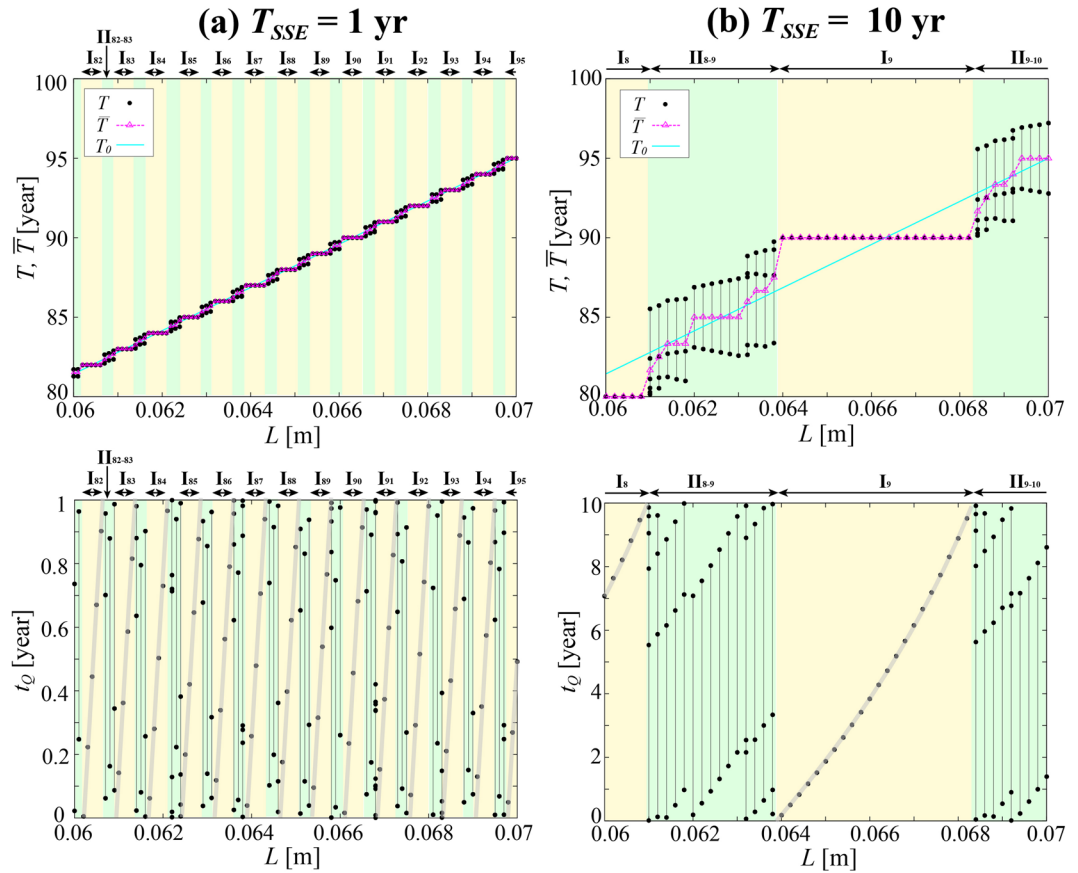 (a) T_SSE = 1 yr
II82-83
I82 I83 I84 I85 I86 I87 I88 I89 I90 I91 I92 I93 I94 I95
100
95
90
85
80
T, T̅ [year]
T
T̅
T0
0.06 0.062 0.064 0.066 0.068 0.07
L [m]
(b) T_SSE = 10 yr
I8 II8-9 I9 II9-10
100
95
90
85
80
T, T̅ [year]
T
T̅
T0
0.06 0.062 0.064 0.066 0.068 0.07
L [m]
II82-83
I82 I83 I84 I85 I86 I87 I88 I89 I90 I91 I92 I93 I94 I95
1
0.8
0.6
0.4
0.2
0
tQ [year]
0.06 0.062 0.064 0.066 0.068 0.07
L [m]
I8 II8-9 I9 II9-10
10
8
6
4
2
0
tQ [year]
0.06 0.062 0.064 0.066 0.068 0.07
L [m]